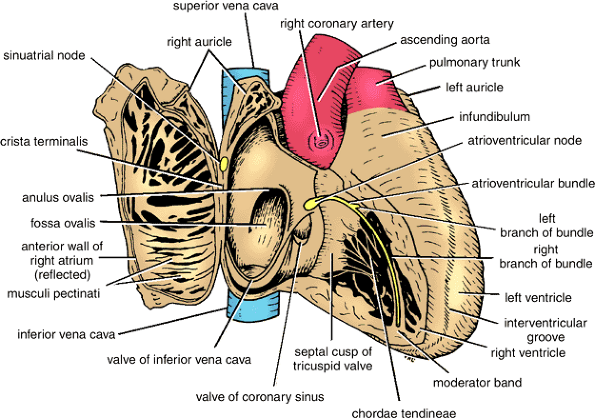 superior vena cava
right coronary artery
ascending aorta
right auricle
sinuatrial node
pulmonary trunk
left auricle
infundibulum
crista terminalis
atrioventricular node
atrioventricular bundle
anulus ovalis
fossa ovalis
left
branch of bundle
anterior wall of
right atrium
(reflected)
right
branch of bundle
musculi pectinati
left ventricle
inferior vena cava
interventricular
groove
valve of inferior vena cava
septal cusp of
tricuspid valve
right ventricle
moderator band
valve of coronary sinus
chordae tendineae